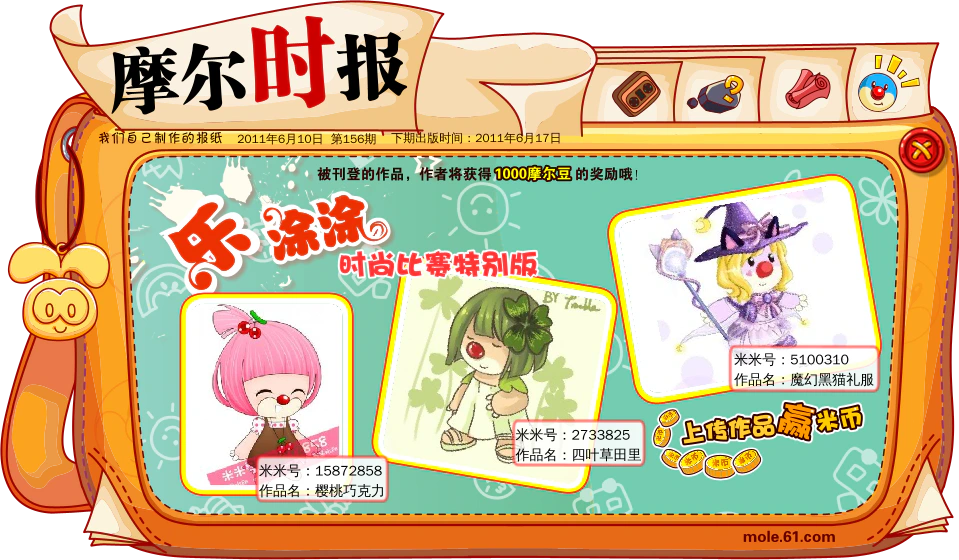 摩尔时报
我们自己制作的报纸 2011年6月10日 第156期 下期出版时间：2011年6月17日
被刊登的作品，作者将获得1000摩尔豆的奖励哦！
乐涂涂
时尚比赛特别版
BY
米米号：5100310
作品名：魔幻黑猫礼服
米米号：2733825
作品名：四叶草田里
米米号：15872858
作品名：樱桃巧克力
上传作品赢米币
mole.61.com